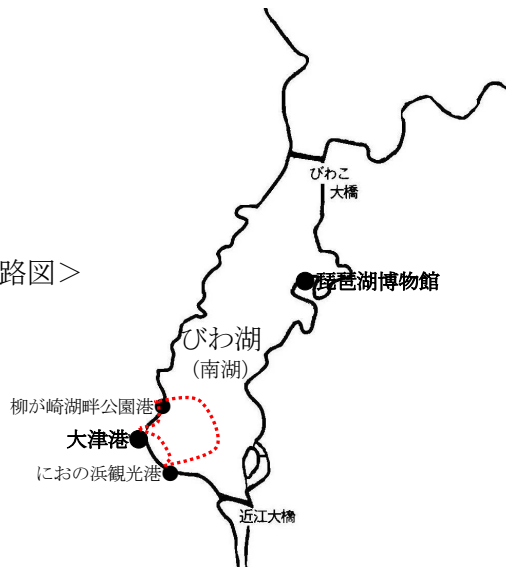 びわこ
大橋
路図＞
琵琶湖博物館
びわ湖
（南湖）
柳が崎湖畔公園港
大津港
におの浜観光港
近江大橋